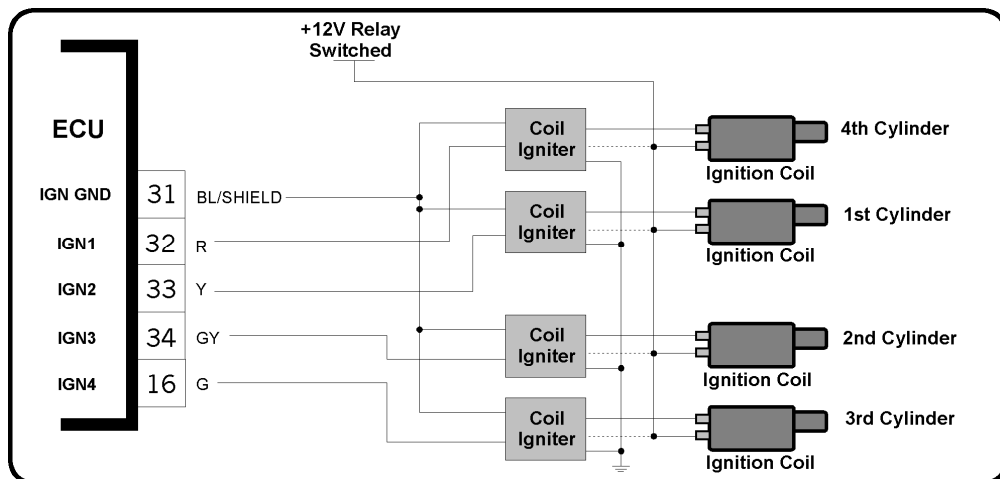 +12V Relay
Switched
ECU
IGN GND 31 BL/SHIELD
IGN1 32 R
IGN2 33 Y
IGN3 34 GY
IGN4 16 G
Coil
Igniter
4th Cylinder
Ignition Coil
Coil
Igniter
1st Cylinder
Ignition Coil
Coil
Igniter
2nd Cylinder
Ignition Coil
Coil
Igniter
3rd Cylinder
Ignition Coil